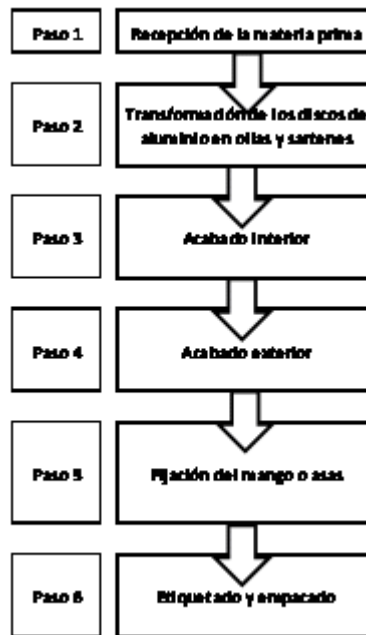 Paso 1
Recepción de la materia prima
Paso 2
Transformación de los discos de
aluminio en ollas y sartenes
Paso 3
Acabado interior
Paso 4
Acabado exterior
Paso 5
Fijación del mango o asas
Paso 6
Etiquetado y empacado